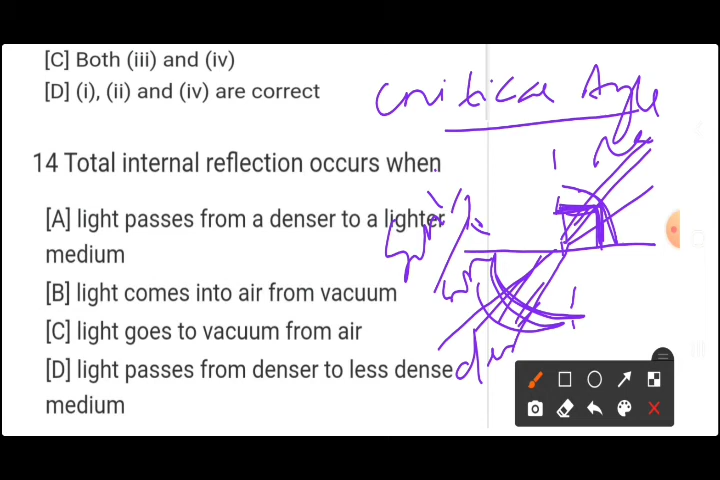 [C] Both (iii) and (iv)
[D] (i), (ii) and (iv) are correct
Critical Angle
14 Total internal reflection occurs when
[A] light passes from a denser to a lighter
medium
[B] light comes into air from vacuum
[C] light goes to vacuum from air
[D] light passes from denser to less dense
medium